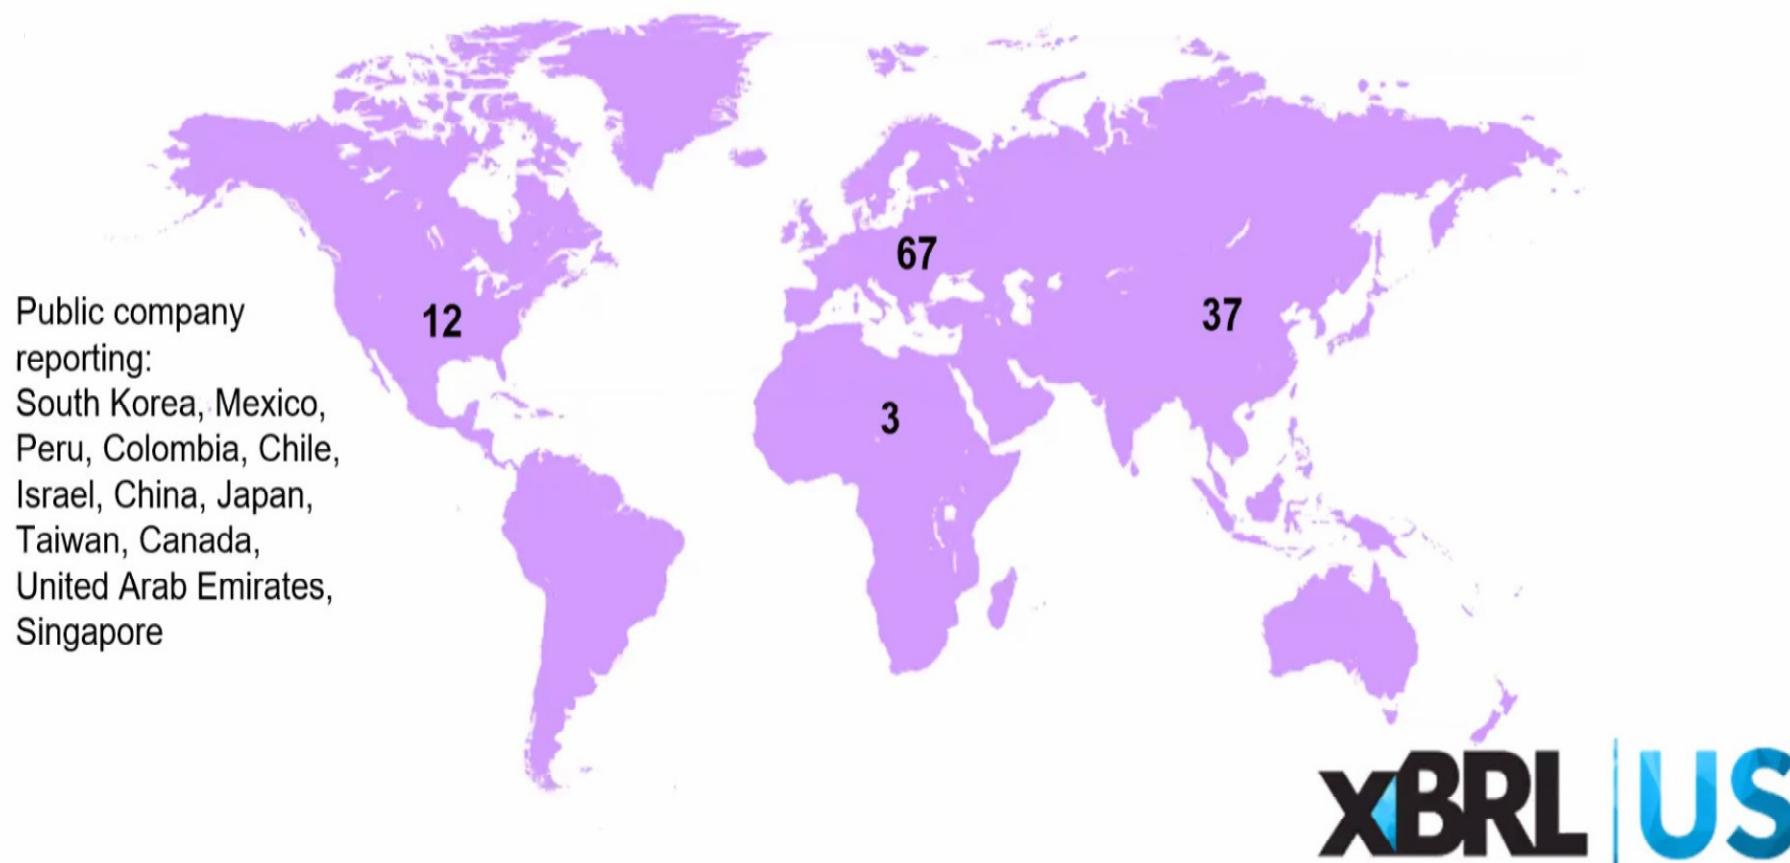 Public company
reporting:
South Korea, Mexico,
Peru, Colombia, Chile,
Israel, China, Japan,
Taiwan, Canada,
United Arab Emirates,
Singapore
12
67
37
3
xBRL | US